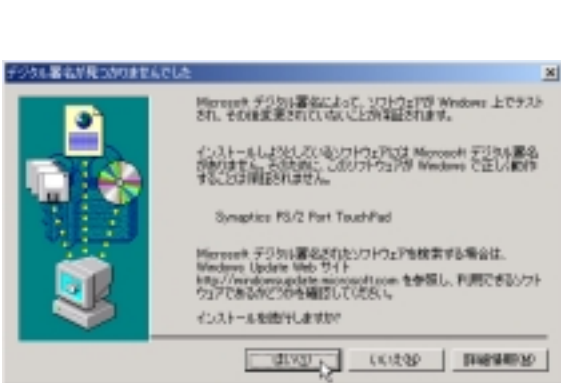 デジタル署名が見つかりませんでした
Microsoft デジタル署名によって、ソフトウェアが Windows 上でテスト
され、その後変更されていないことが保証されます。
インストールしようとしているソフトウェアには Microsoft デジタル署名
がありません。そのために、このソフトウェアが Windows で正しく動作
することは保証されません。
Synaptics PS/2 Port TouchPad
Microsoft デジタル署名されたソフトウェアを検索する場合は、
Windows Update Web サイト
http://windowsupdate.microsoft.com を参照し、利用できるソフト
ウェアであるかどうかを確認してください。
インストールを続行しますか?
はい(Y)
いいえ(N)
詳細情報(M)